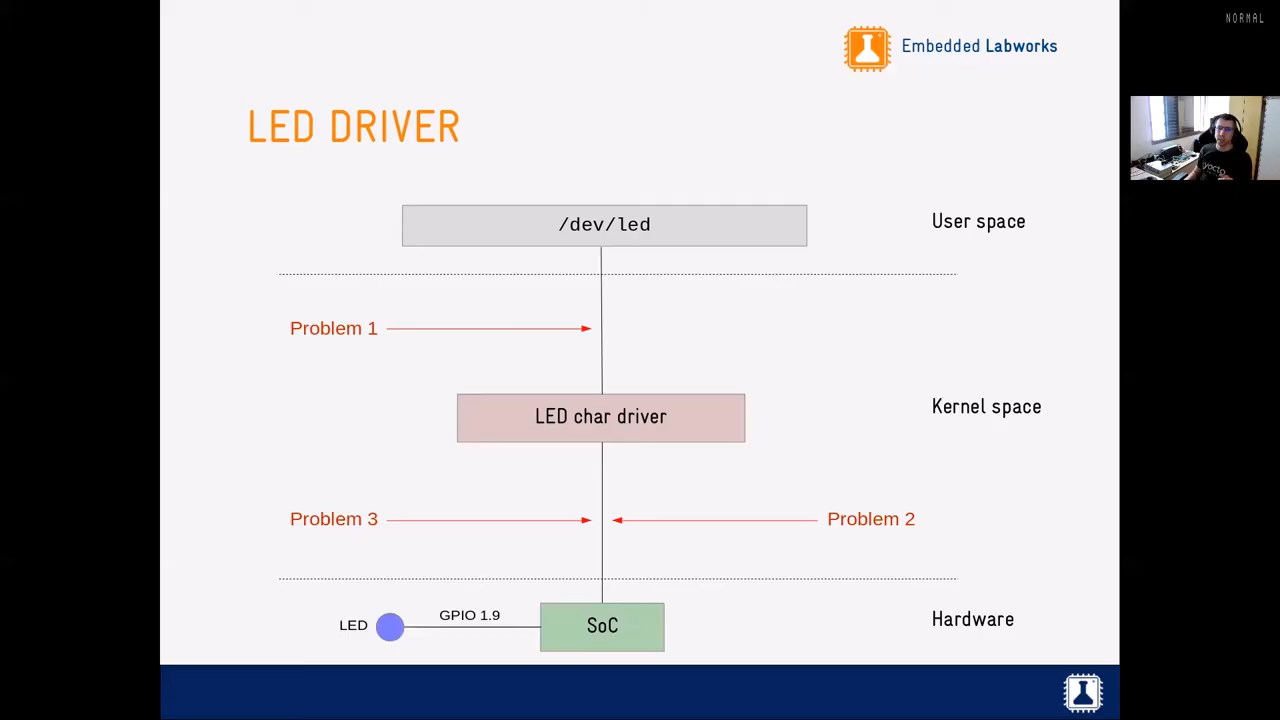 NORMAL
Embedded Labworks
LED DRIVER
/dev/led
User space
Problem 1
LED char driver
Kernel space
Problem 3
Problem 2
LED
GPIO 1.9
SoC
Hardware
yocto